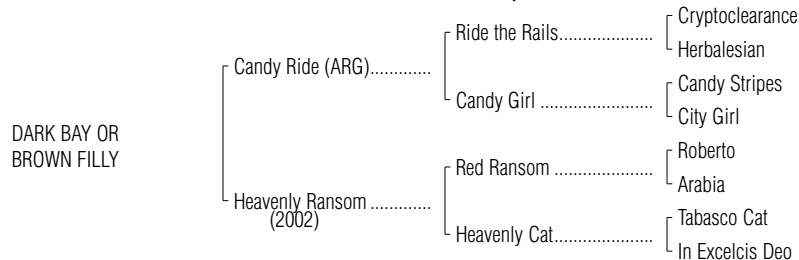 Cryptoclearance
Ride the Rails....................
Herbalesian
Candy Ride (ARG).............
Candy Stripes
Candy Girl ........................
City Girl
DARK BAY OR
BROWN FILLY
Roberto
Red Ransom .....................
Arabia
Heavenly Ransom .............
(2002)
Tabasco Cat
Heavenly Cat.....................
In Excelcis Deo